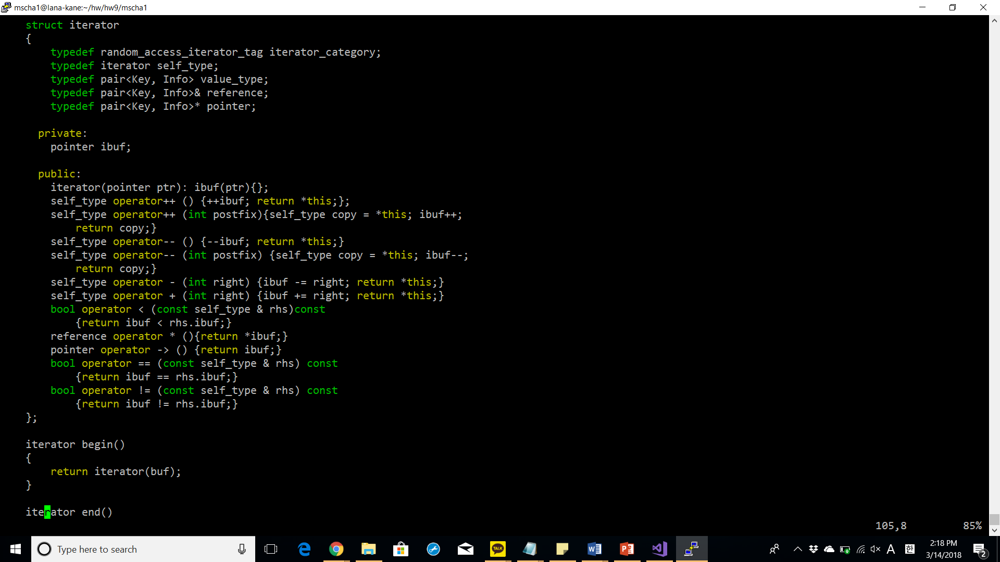 mscha1@lana-kane:~/hw/hw9/mscha1
struct iterator
{
    typedef random_access_iterator_tag iterator_category;
    typedef iterator self_type;
    typedef pair<Key, Info> value_type;
    typedef pair<Key, Info>& reference;
    typedef pair<Key, Info>* pointer;

  private:
    pointer ibuf;

  public:
    iterator(pointer ptr): ibuf(ptr){};
    self_type operator++ () {++ibuf; return *this;};
    self_type operator++ (int postfix){self_type copy = *this; ibuf++;
        return copy;}
    self_type operator-- () {--ibuf; return *this;}
    self_type operator-- (int postfix) {self_type copy = *this; ibuf--;
        return copy;}
    self_type operator - (int right) {ibuf -= right; return *this;}
    self_type operator + (int right) {ibuf += right; return *this;}
    bool operator < (const self_type & rhs)const
        {return ibuf < rhs.ibuf;}
    reference operator * (){return *ibuf;}
    pointer operator -> () {return ibuf;}
    bool operator == (const self_type & rhs) const
        {return ibuf == rhs.ibuf;}
    bool operator != (const self_type & rhs) const
        {return ibuf != rhs.ibuf;}
};

iterator begin()
{
    return iterator(buf);
}

iterator end()
105,8 85%
Type here to search
TALK
A 한
2:18 PM
3/14/2018
2